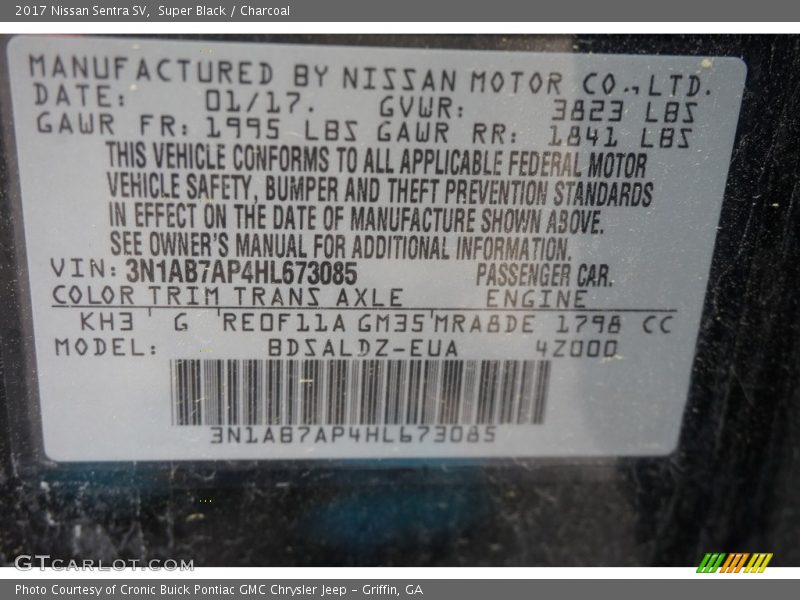 2017 Nissan Sentra SV, Super Black / Charcoal
MANUFACTURED BY NISSAN MOTOR CO., LTD.
DATE: 01/17. GVWR: 3823 LBS
GAWR FR: 1995 LBS GAWR RR: 1841 LBS
THIS VEHICLE CONFORMS TO ALL APPLICABLE FEDERAL MOTOR
VEHICLE SAFETY, BUMPER AND THEFT PREVENTION STANDARDS
IN EFFECT ON THE DATE OF MANUFACTURE SHOWN ABOVE.
SEE OWNER'S MANUAL FOR ADDITIONAL INFORMATION.
VIN: 3N1AB7AP4HL673085 PASSENGER CAR.
COLOR TRIM TRANS AXLE ENGINE
KH3 ' G 'RE0F11A GM35'MRA8DE 1798 CC
MODEL: BDSALDZ-EUA 4Z000
3N1AB7AP4HL673085
GTcarlot.com
Photo Courtesy of Cronic Buick Pontiac GMC Chrysler Jeep - Griffin, GA